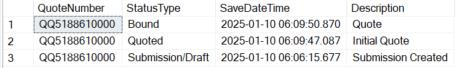 QuoteNumber StatusType SaveDateTime Description
1 QQ5188610000 Bound 2025-01-10 06:09:50.870 Quote
2 QQ5188610000 Quoted 2025-01-10 06:09:47.087 Initial Quote
3 QQ5188610000 Submission/Draft 2025-01-10 06:06:15.677 Submission Created